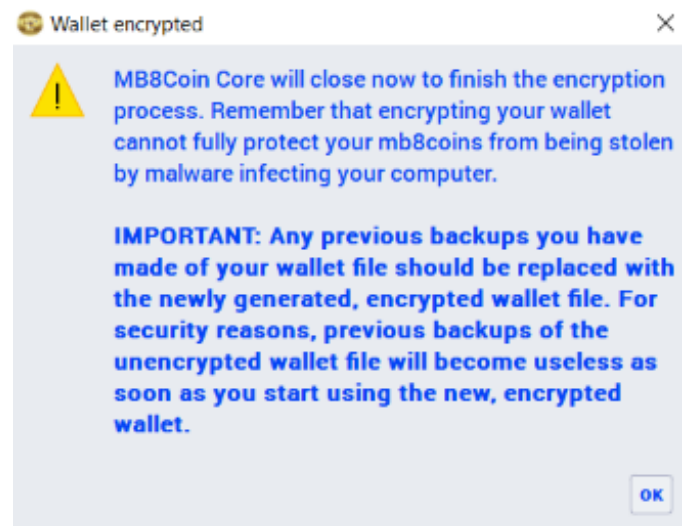 Wallet encrypted
MB8Coin Core will close now to finish the encryption
process. Remember that encrypting your wallet
cannot fully protect your mb8coins from being stolen
by malware infecting your computer.
IMPORTANT: Any previous backups you have
made of your wallet file should be replaced with
the newly generated, encrypted wallet file. For
security reasons, previous backups of the
unencrypted wallet file will become useless as
soon as you start using the new, encrypted
wallet.
OK